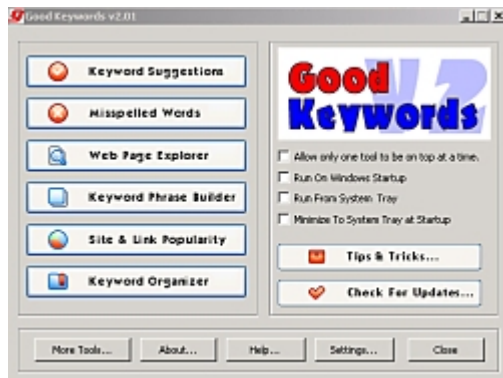 Good Keywords v2.01
Keyword Suggestions
Misspelled Words
Web Page Explorer
Keyword Phrase Builder
Site & Link Popularity
Keyword Organizer
Good
Keywords
V2
Allow only one tool to be on top at a time.
Run On Windows Startup
Run From System Tray
Minimize To System Tray at Startup
Tips & Tricks...
Check For Updates...
More Tools...
About...
Help...
Settings...
Close